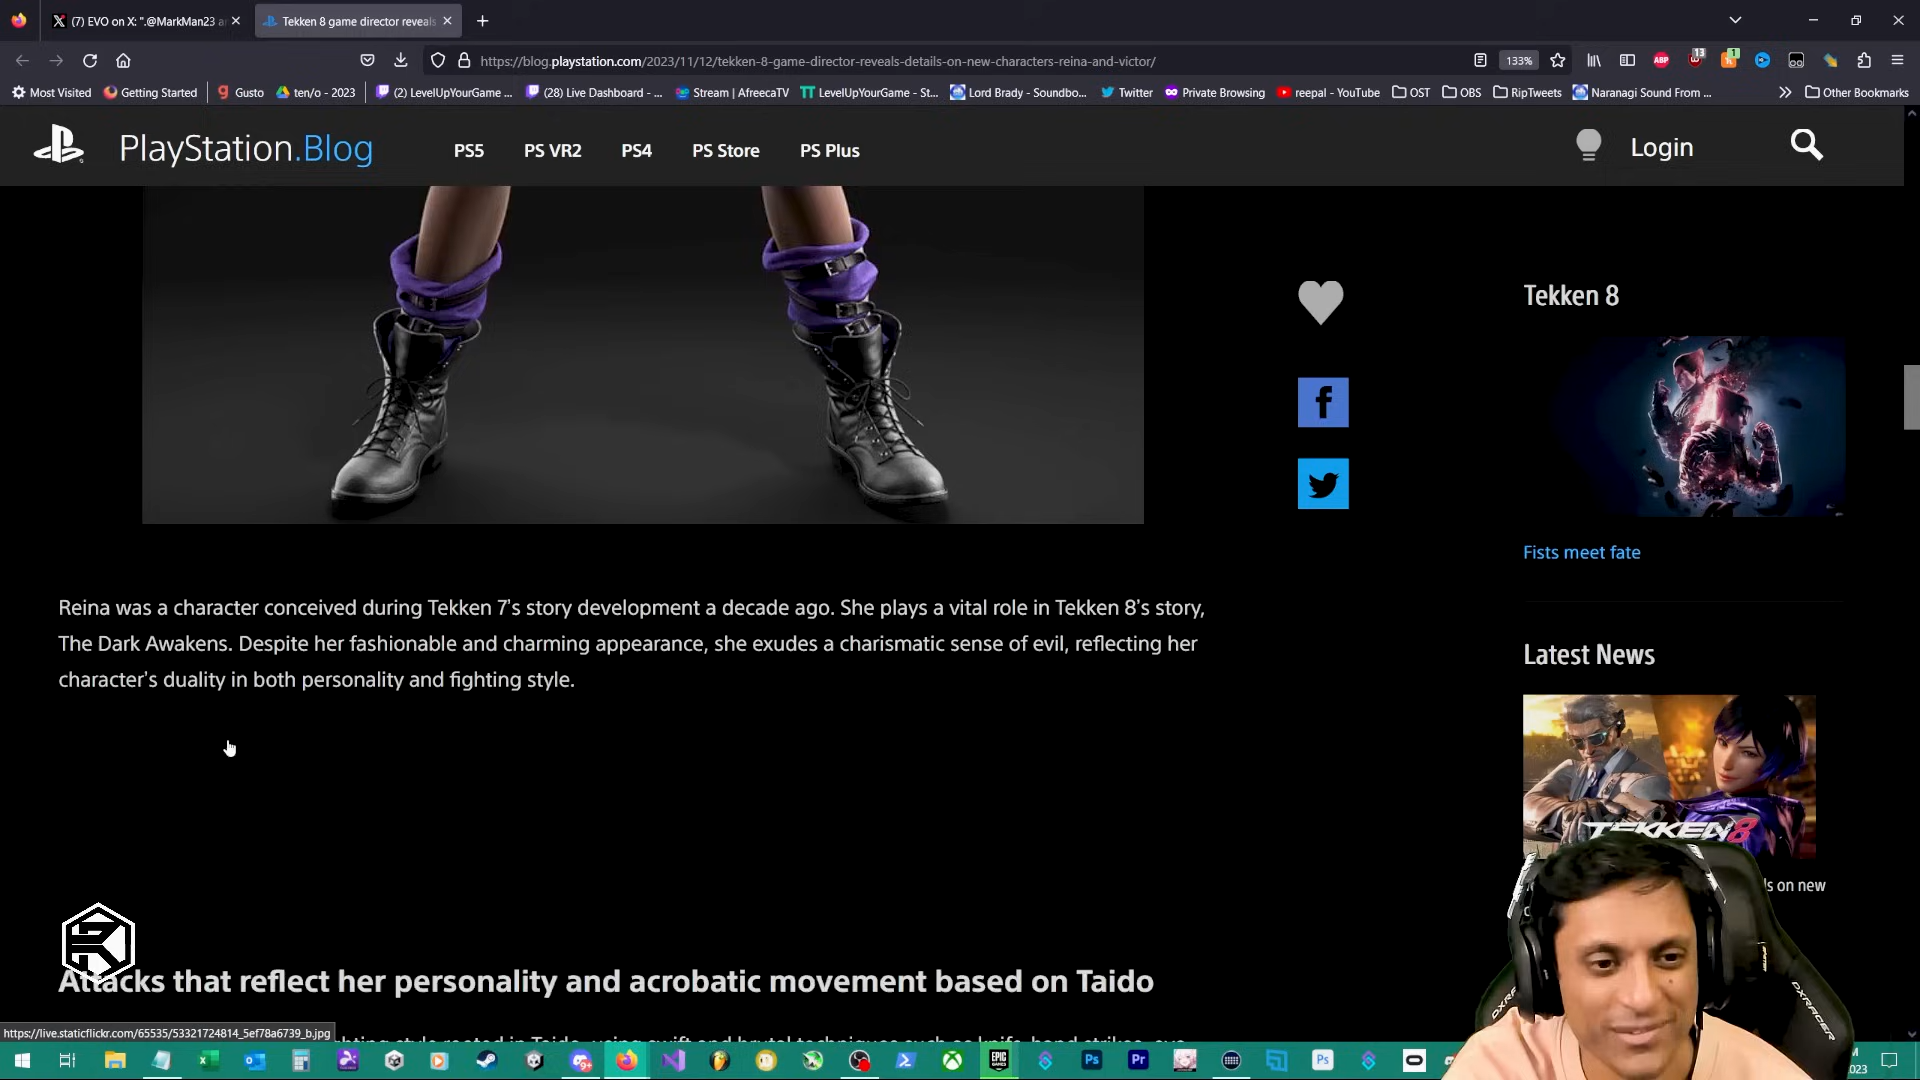 (7) EVO on X: ".@MarkMan23 a
Tekken 8 game director reveals
https://blog.playstation.com/2023/11/12/tekken-8-game-director-reveals-details-on-new-characters-reina-and-victor/
133%
13
1
Most Visited
Getting Started
Gusto
ten/o - 2023
(2) LevelUpYourGame ...
(28) Live Dashboard - ...
Stream | AfreecaTV
LevelUpYourGame - St...
Lord Brady - Soundbo...
Twitter
Private Browsing
reepal - YouTube
OST
OBS
RipTweets
Naranagi Sound From ...
Other Bookmarks
PlayStation.Blog
PS5
PS VR2
PS4
PS Store
PS Plus
Login
Tekken 8
Fists meet fate
Reina was a character conceived during Tekken 7's story development a decade ago. She plays a vital role in Tekken 8's story,
The Dark Awakens. Despite her fashionable and charming appearance, she exudes a charismatic sense of evil, reflecting her
character's duality in both personality and fighting style.
Latest News
TEKKEN 8
ls on new
Attacks that reflect her personality and acrobatic movement based on Taido
https://live.staticflickr.com/65535/53321724814_5ef78a6739_b.jpg
DXRACER